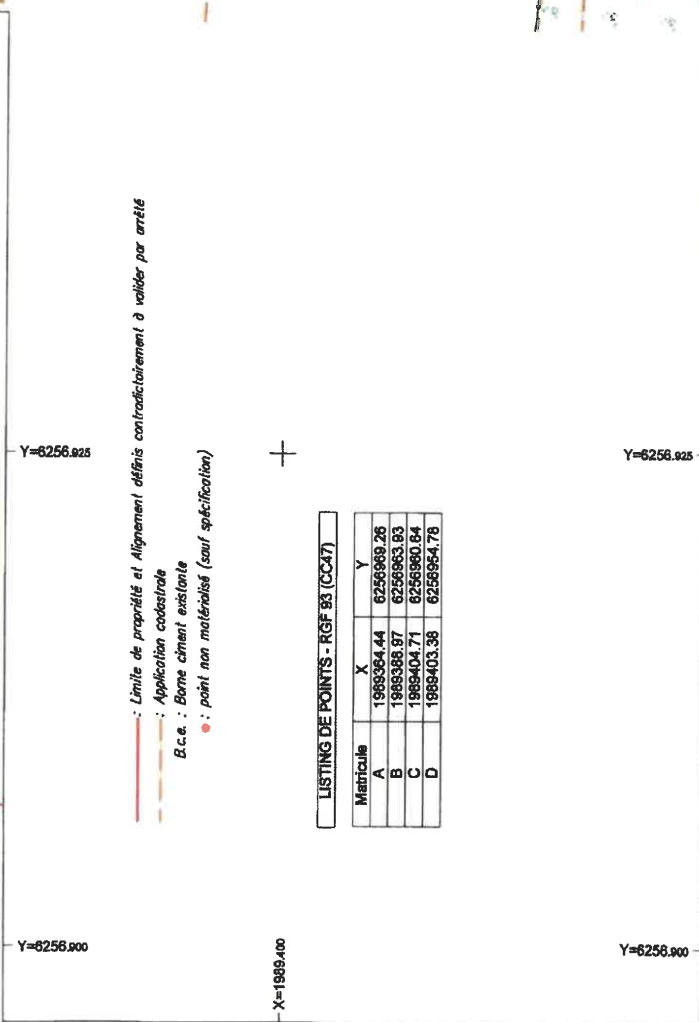 : Limite de propriété et Alignement définis contradictoirement à valider par arrêté
: Application cadastrale
B.c.e. : Borne ciment existante
: point non matérialisé (sauf spécification)
Y=6256.925
Y=6256.925
LISTING DE POINTS - RGF 93 (CC47)
Matricule X Y
A 1989364.44 6256969.26
B 1989388.97 6256963.93
C 1989404.71 6256960.64
D 1989403.38 6256954.78
Y=6256.900
X=1989.400
Y=6256.900